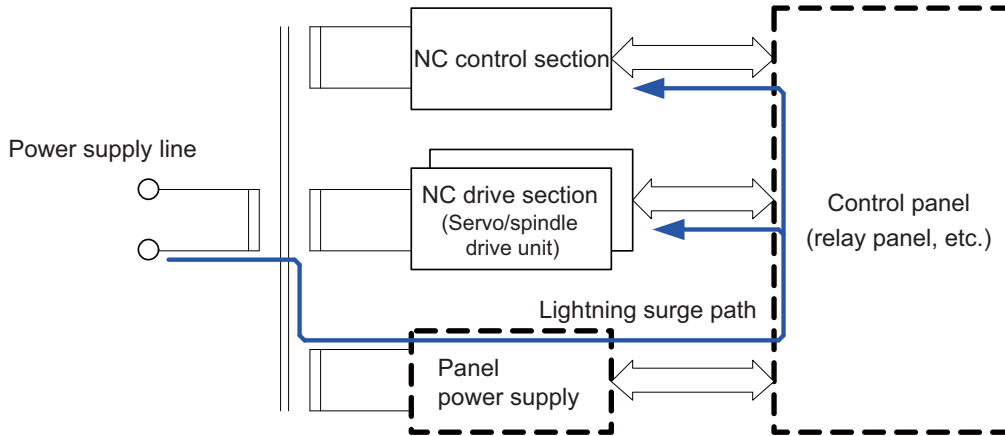 NC control section
Power supply line
NC drive section
(Servo/spindle
drive unit)
Control panel
(relay panel, etc.)
Lightning surge path
Panel
power supply